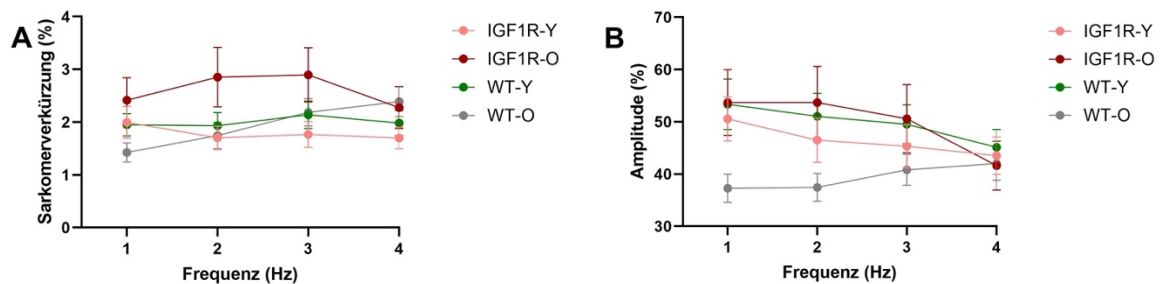 A
Sarkomerverkürzung (%)
4
3
2
1
0
1 2 3 4
Frequenz (Hz)
IGF1R-Y
IGF1R-O
WT-Y
WT-O
B
Amplitude (%)
70
60
50
40
30
1 2 3 4
Frequenz (Hz)
IGF1R-Y
IGF1R-O
WT-Y
WT-O